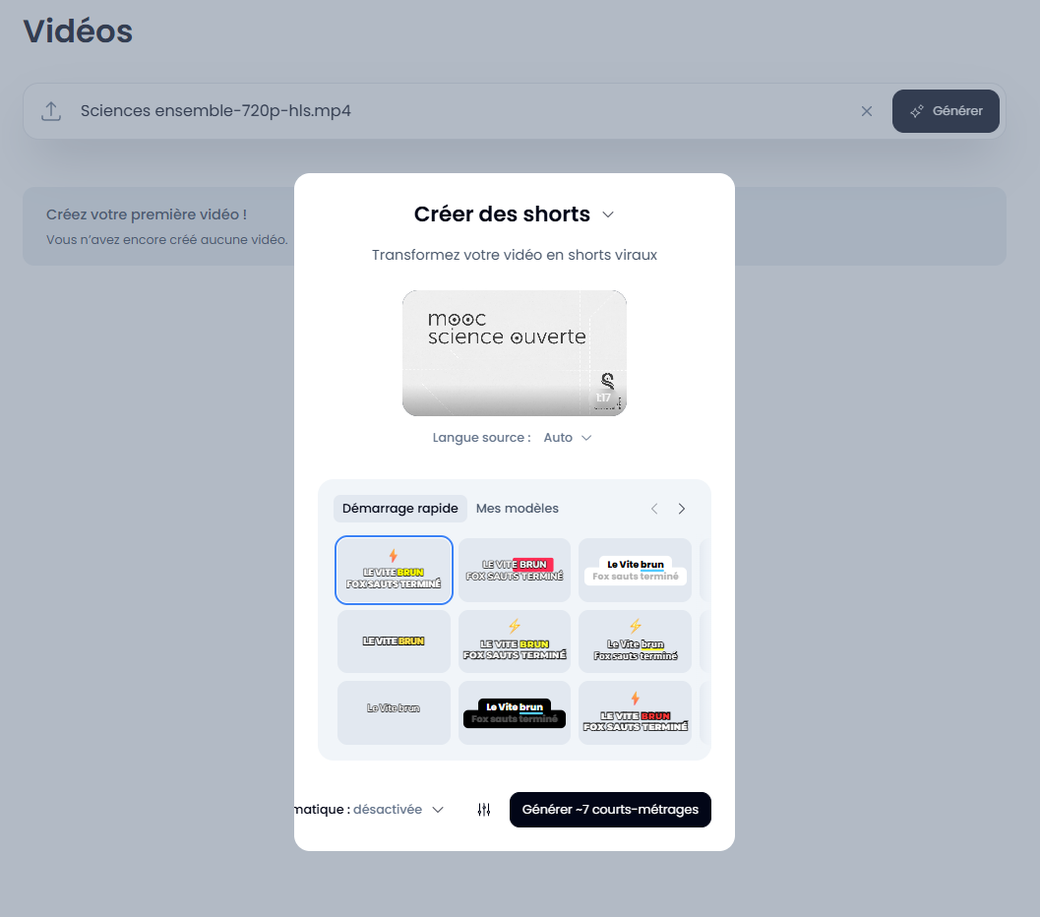 Vidéos
Sciences ensemble-720p-hls.mp4
Générer
Créez votre première vidéo !
Vous n'avez encore créé aucune vidéo.
Créer des shorts
Transformez votre vidéo en shorts viraux
mooc
science ouverte
1:17
Langue source : Auto
Démarrage rapide
Mes modèles
LE VITE BRUN
FOX SAUTS TERMINÉ
LE VITE BRUN
FOX SAUTS TERMINÉ
Le Vite brun
Fox sauts terminé
LE VITE BRUN
LE VITE BRUN
FOX SAUTS TERMINÉ
Le Vite brun
Fox sauts terminé
Le Vite brun
Le Vite brun
Fox sauts terminé
LE VITE BRUN
FOX SAUTS TERMINÉ
matique : désactivée
Générer ~7 courts-métrages